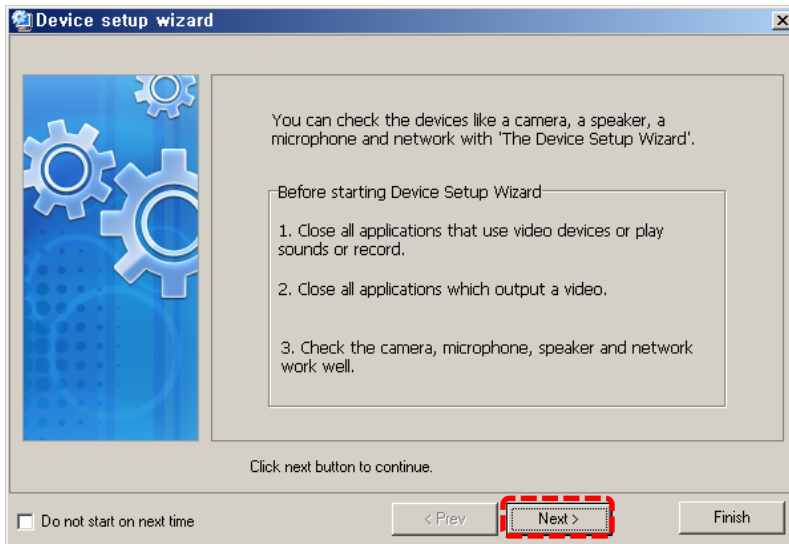 Device setup wizard
You can check the devices like a camera, a speaker, a
microphone and network with 'The Device Setup Wizard'.
Before starting Device Setup Wizard
1. Close all applications that use video devices or play
sounds or record.
2. Close all applications which output a video.
3. Check the camera, microphone, speaker and network
work well.
Click next button to continue.
Do not start on next time
< Prev
Next >
Finish